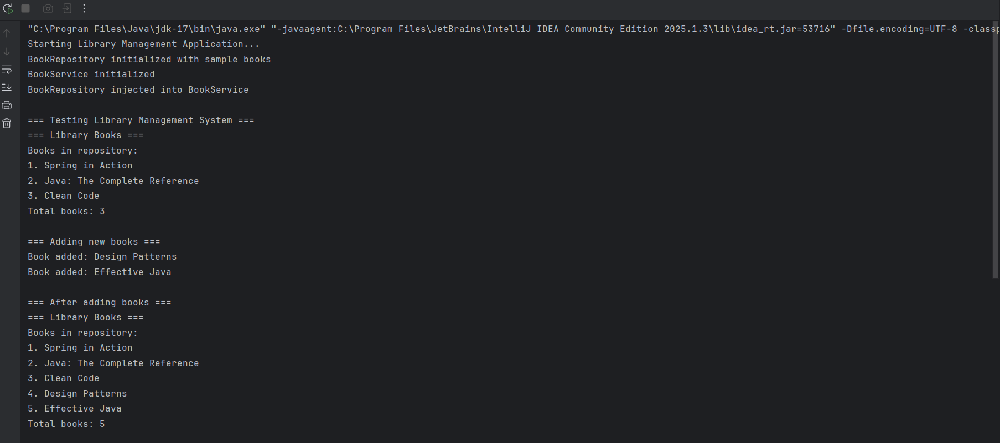 "C:\Program Files\Java\jdk-17\bin\java.exe" "-javaagent:C:\Program Files\JetBrains\IntelliJ IDEA Community Edition 2025.1.3\lib\idea_rt.jar=53716" -Dfile.encoding=UTF-8 -classp
Starting Library Management Application...
BookRepository initialized with sample books
BookService initialized
BookRepository injected into BookService
=== Testing Library Management System ===
=== Library Books ===
Books in repository:
1. Spring in Action
2. Java: The Complete Reference
3. Clean Code
Total books: 3
=== Adding new books ===
Book added: Design Patterns
Book added: Effective Java
=== After adding books ===
=== Library Books ===
Books in repository:
1. Spring in Action
2. Java: The Complete Reference
3. Clean Code
4. Design Patterns
5. Effective Java
Total books: 5